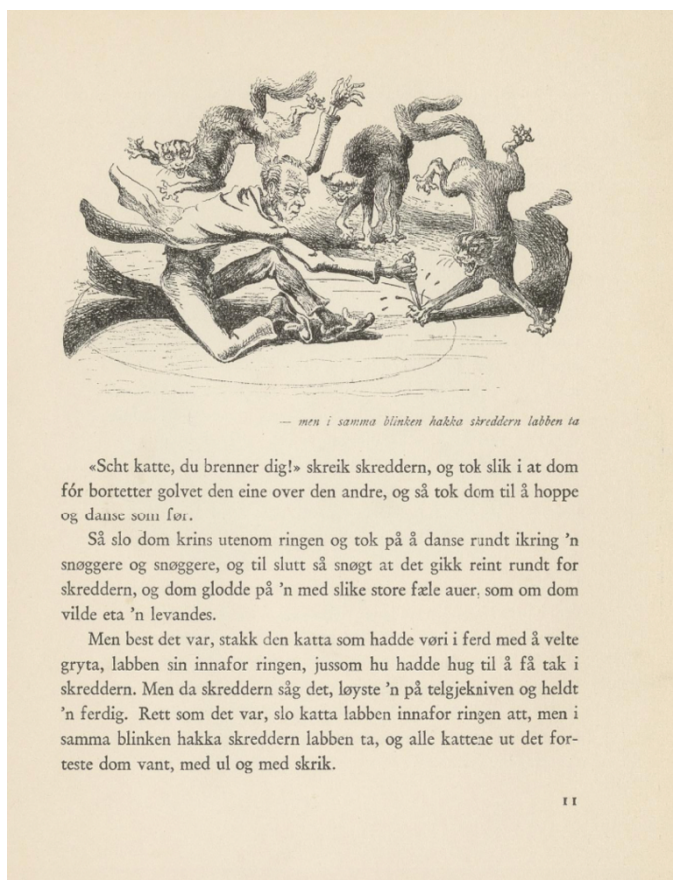 — men i samma blinken hakka skreddern labben ta
«Scht katte, du brenner dig!» skreik skreddern, og tok slik i at dom
fór bortetter golvet den eine over den andre, og så tok dom til å hoppe
og danse som før.
Så slo dom krins utenom ringen og tok på å danse rundt ikring 'n
snøggere og snøggere, og til slutt så snøgt at det gikk reint rundt for
skreddern, og dom glodde på 'n med slike store fæle auer, som om dom
vilde eta 'n levandes.
Men best det var, stakk den katta som hadde vøri i ferd med å velte
gryta, labben sin innafor ringen, jussom hu hadde hug til å få tak i
skreddern. Men da skreddern såg det, løyste 'n på telgjekniven og heldt
'n ferdig. Rett som det var, slo katta labben innafor ringen att, men i
samma blinken hakka skreddern labben ta, og alle kattene ut det for-
teste dom vant, med ul og med skrik.
11